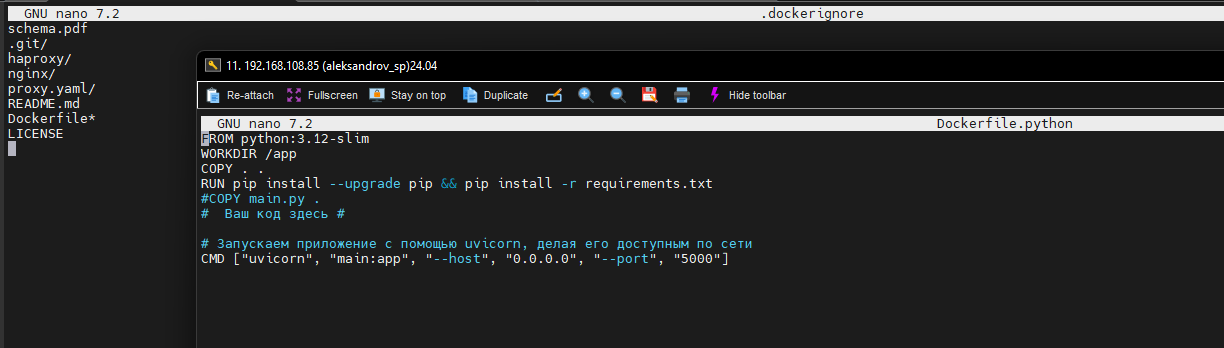 GNU nano 7.2 .dockerignore
schema.pdf
.git/
haproxy/
nginx/
proxy.yaml/
README.md
Dockerfile*
LICENSE
11. 192.168.108.85 (aleksandrov_sp)24.04
Re-attach Fullscreen Stay on top Duplicate Hide toolbar
GNU nano 7.2 Dockerfile.python
FROM python:3.12-slim
WORKDIR /app
COPY . .
RUN pip install --upgrade pip && pip install -r requirements.txt
#COPY main.py .
#  Ваш код здесь #
# Запускаем приложение с помощью uvicorn, делая его доступным по сети
CMD ["uvicorn", "main:app", "--host", "0.0.0.0", "--port", "5000"]